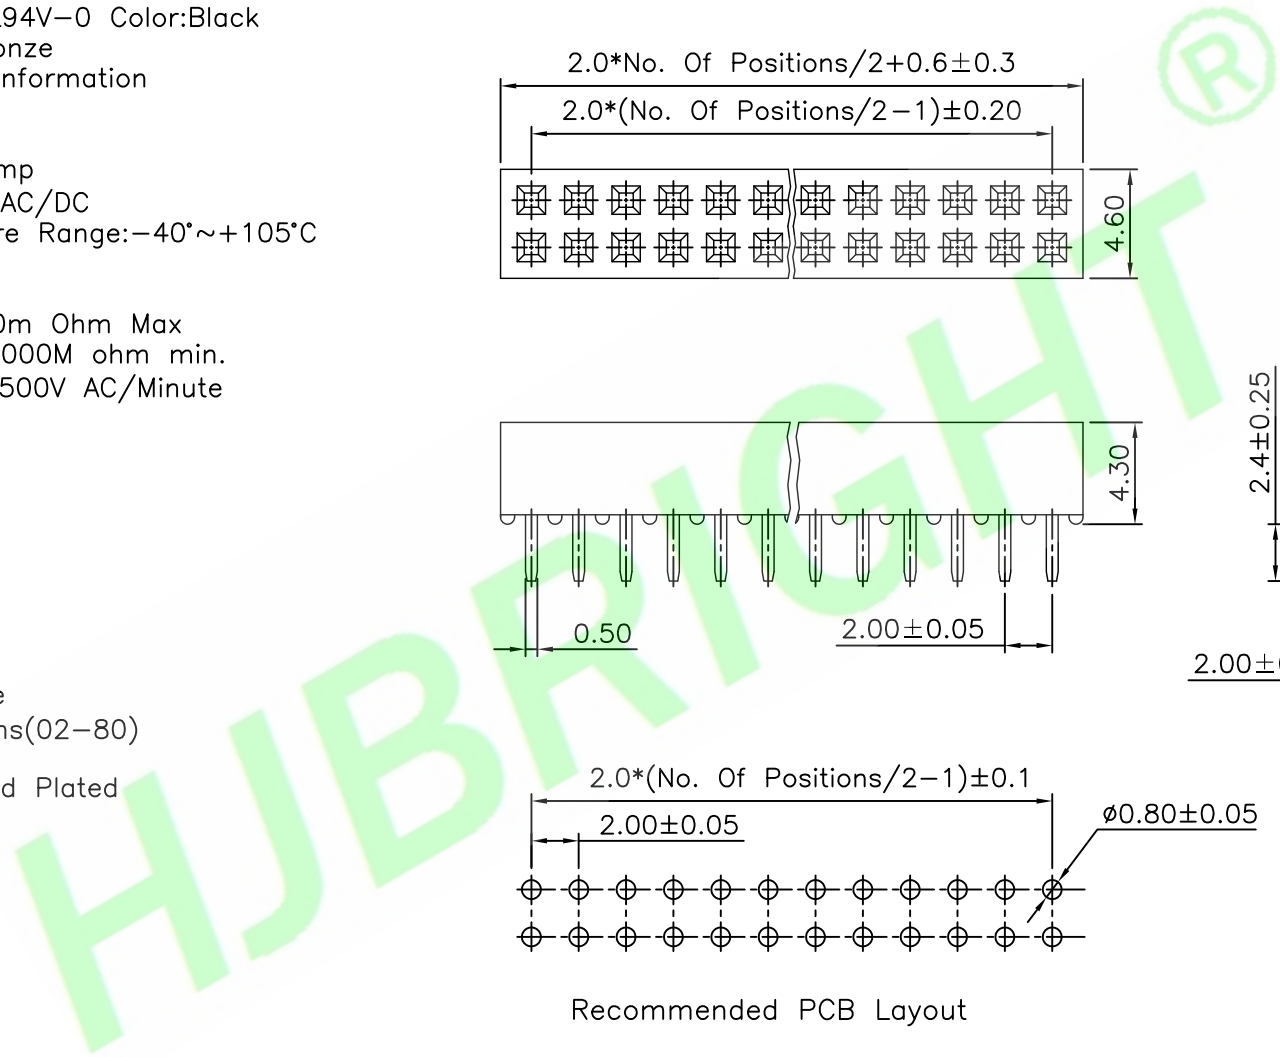 94V-0 Color:Black
onze
nformation
mp
AC/DC
re Range:-40°~+105°C
0m Ohm Max
000M ohm min.
500V AC/Minute
e
ns(02-80)
d Plated
2.0*No. Of Positions/2+0.6±0.3
2.0*(No. Of Positions/2-1)±0.20
4.60
4.30
2.4±0.25
0.50
2.00±0.05
2.00±
2.0*(No. Of Positions/2-1)±0.1
2.00±0.05
ø0.80±0.05
Recommended PCB Layout
HJBRIGHT®